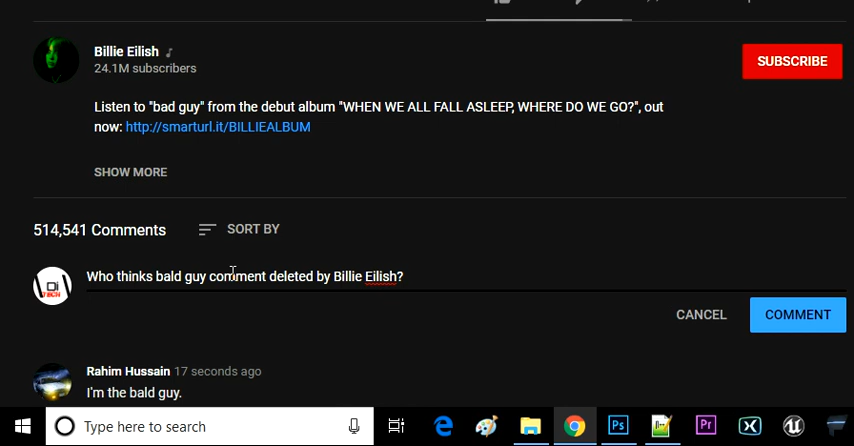 Billie Eilish
24.1M subscribers
SUBSCRIBE
Listen to "bad guy" from the debut album "WHEN WE ALL FALL ASLEEP, WHERE DO WE GO?", out
now: http://smarturl.it/BILLIEALBUM
SHOW MORE
514,541 Comments SORT BY
Who thinks bald guy comment deleted by Billie Eilish?
CANCEL COMMENT
Rahim Hussain 17 seconds ago
I'm the bald guy.
Type here to search
Ps
Pr